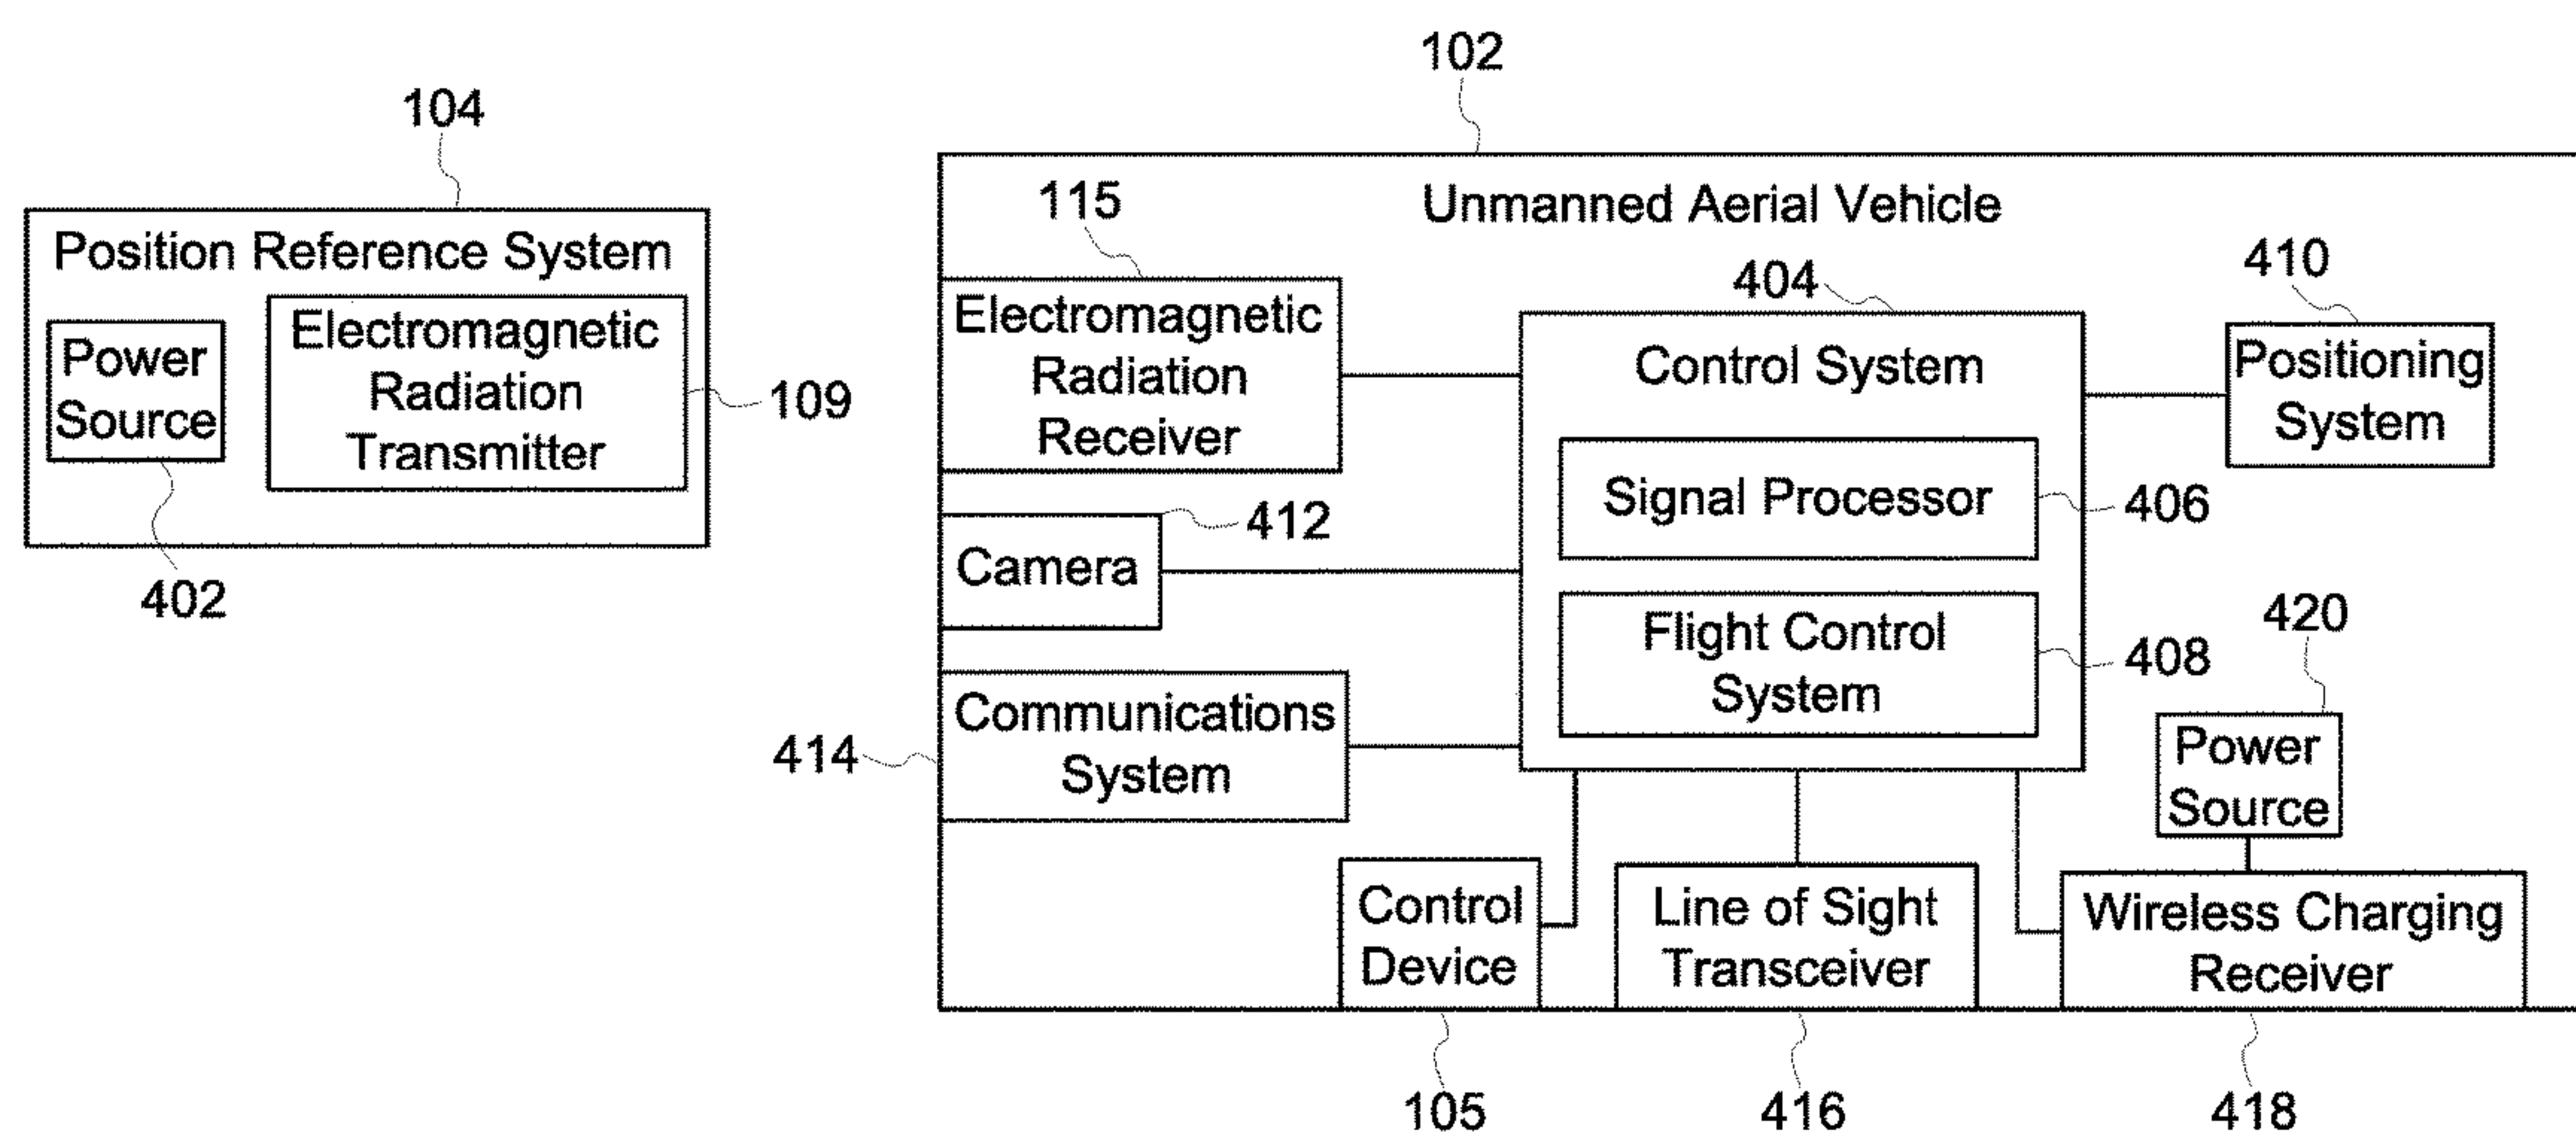 102
104
Position Reference System
Power
Source
Electromagnetic
Radiation
Transmitter
109
402
Unmanned Aerial Vehicle
115
Electromagnetic
Radiation
Receiver
404
Control System
Signal Processor
406
Flight Control
System
408
410
Positioning
System
412
Camera
414
Communications
System
420
Power
Source
Control
Device
Line of Sight
Transceiver
Wireless Charging
Receiver
105
416
418